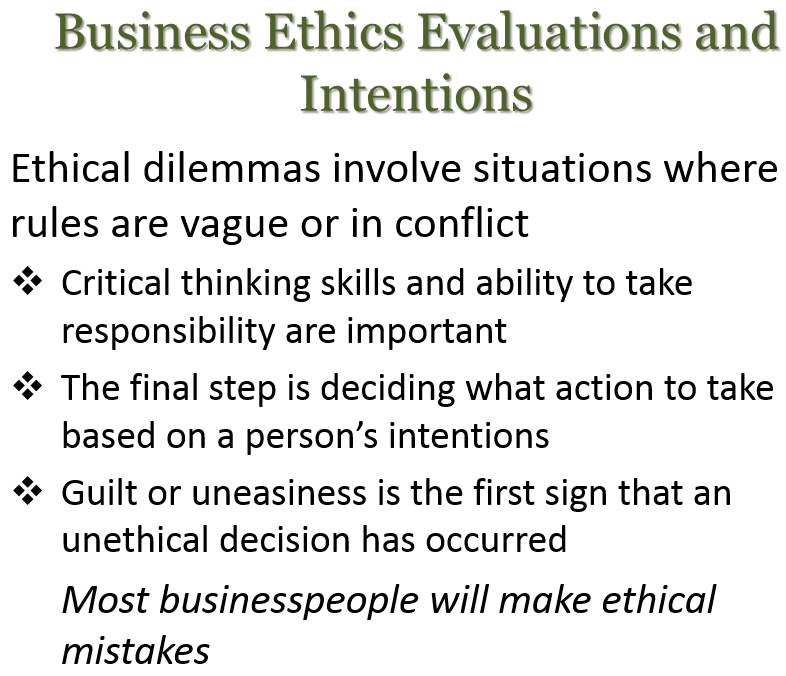 Business Ethics Evaluations and
Intentions
Ethical dilemmas involve situations where
rules are vague or in conflict
❖ Critical thinking skills and ability to take
responsibility are important
❖ The final step is deciding what action to take
based on a person’s intentions
❖ Guilt or uneasiness is the first sign that an
unethical decision has occurred
Most businesspeople will make ethical
mistakes